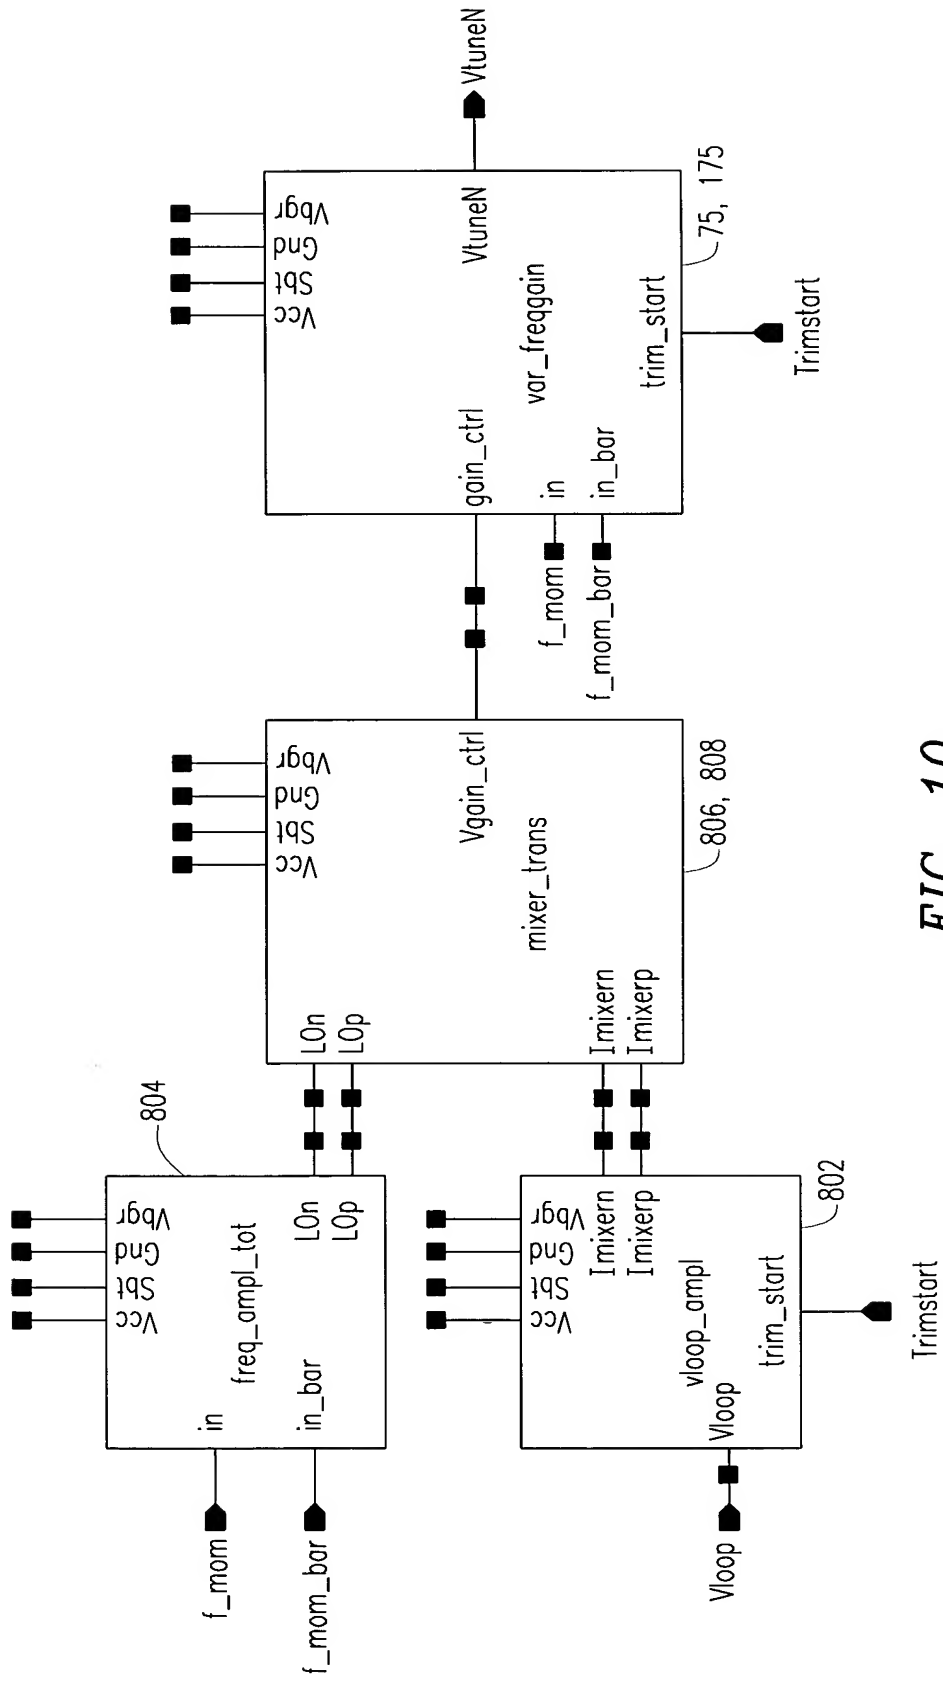 f_mom
f_mom_bar
in
in_bar
freq_ampl_tot
Vcc
Sbt
Gnd
Vbgr
LOn
LOp
804
Vloop
Vloop
vloop_ampl
trim_start
Vcc
Sbt
Gnd
Vbgr
Imixern
Imixerp
802
Trimstart
LOn
LOp
Imixern
Imixerp
mixer_trans
Vcc
Sbt
Gnd
Vbgr
Vgain_ctrl
806, 808
f_mom
f_mom_bar
gain_ctrl
in
in_bar
var_freqgain
trim_start
Vcc
Sbt
Gnd
Vbgr
VtuneN
VtuneN
75, 175
Trimstart
FIG.